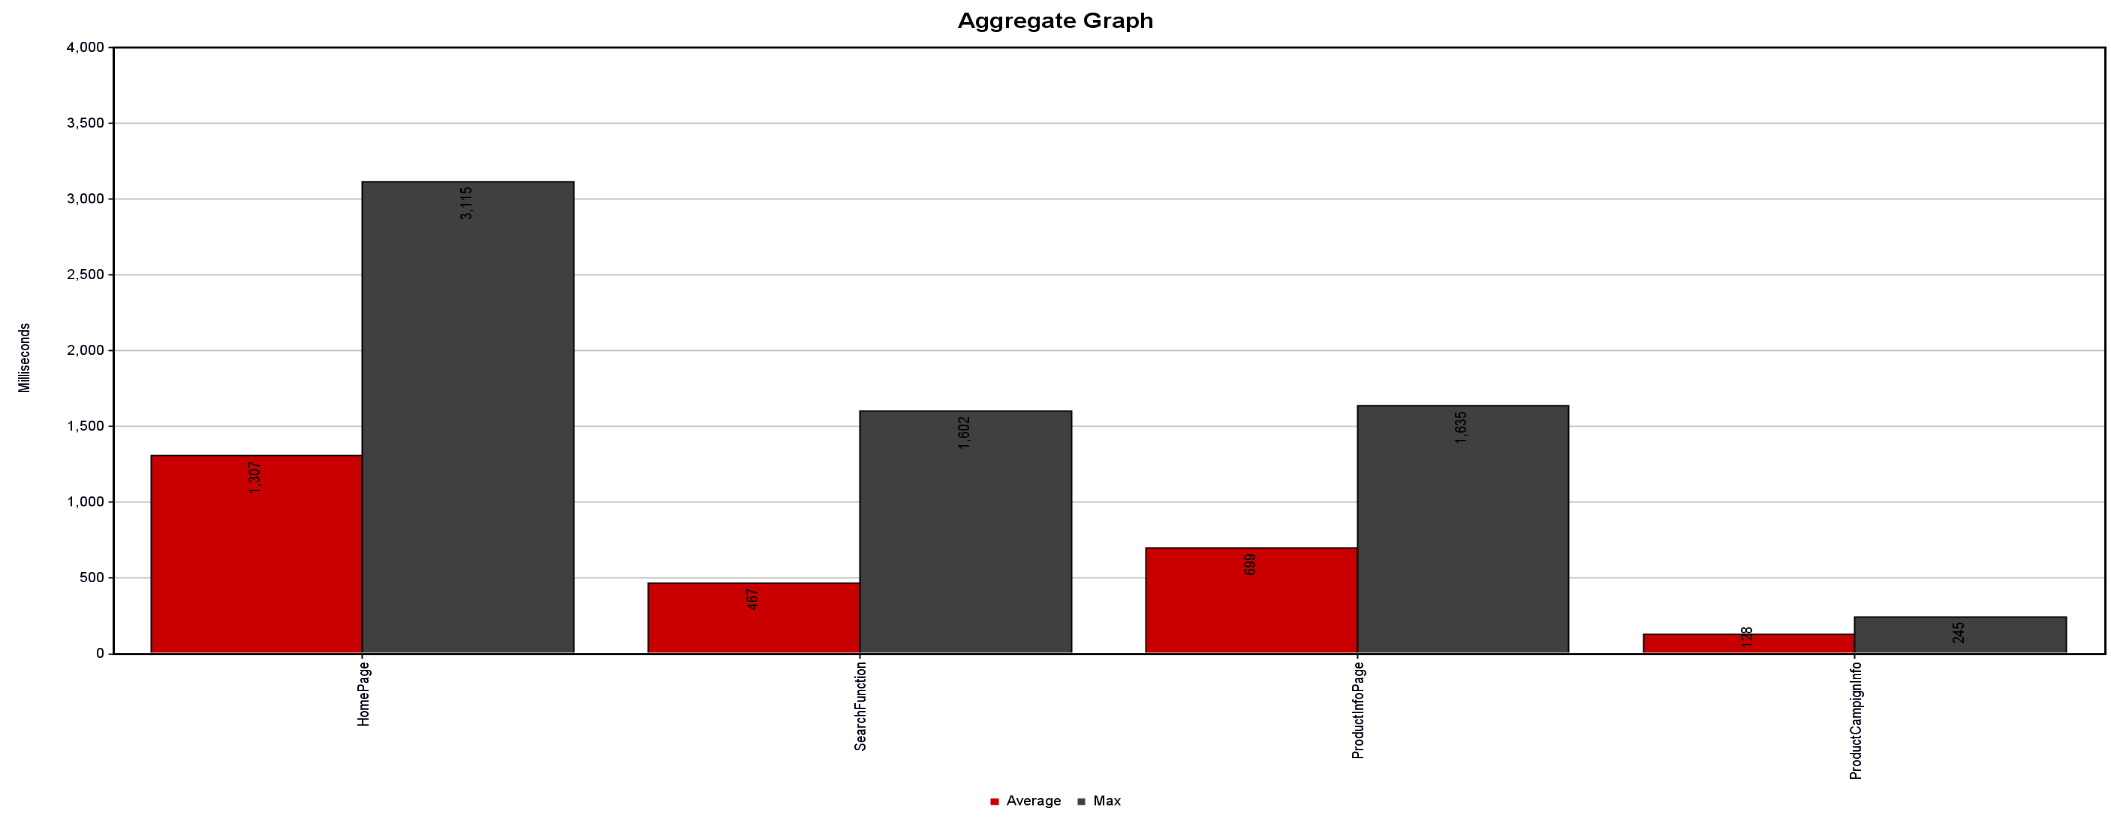 Aggregate Graph
4,000
3,500
3,000
2,500
2,000
1,500
1,000
500
0
Milliseconds
1,307
3,115
467
1,602
699
1,635
128
245
HomePage
SearchFunction
ProductInfoPage
ProductCampignInfo
Average Max